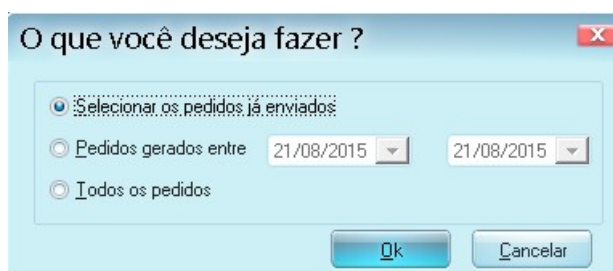 O que você deseja fazer ?
Selecionar os pedidos já enviados
Pedidos gerados entre 21/08/2015 21/08/2015
Todos os pedidos
Ok Cancelar